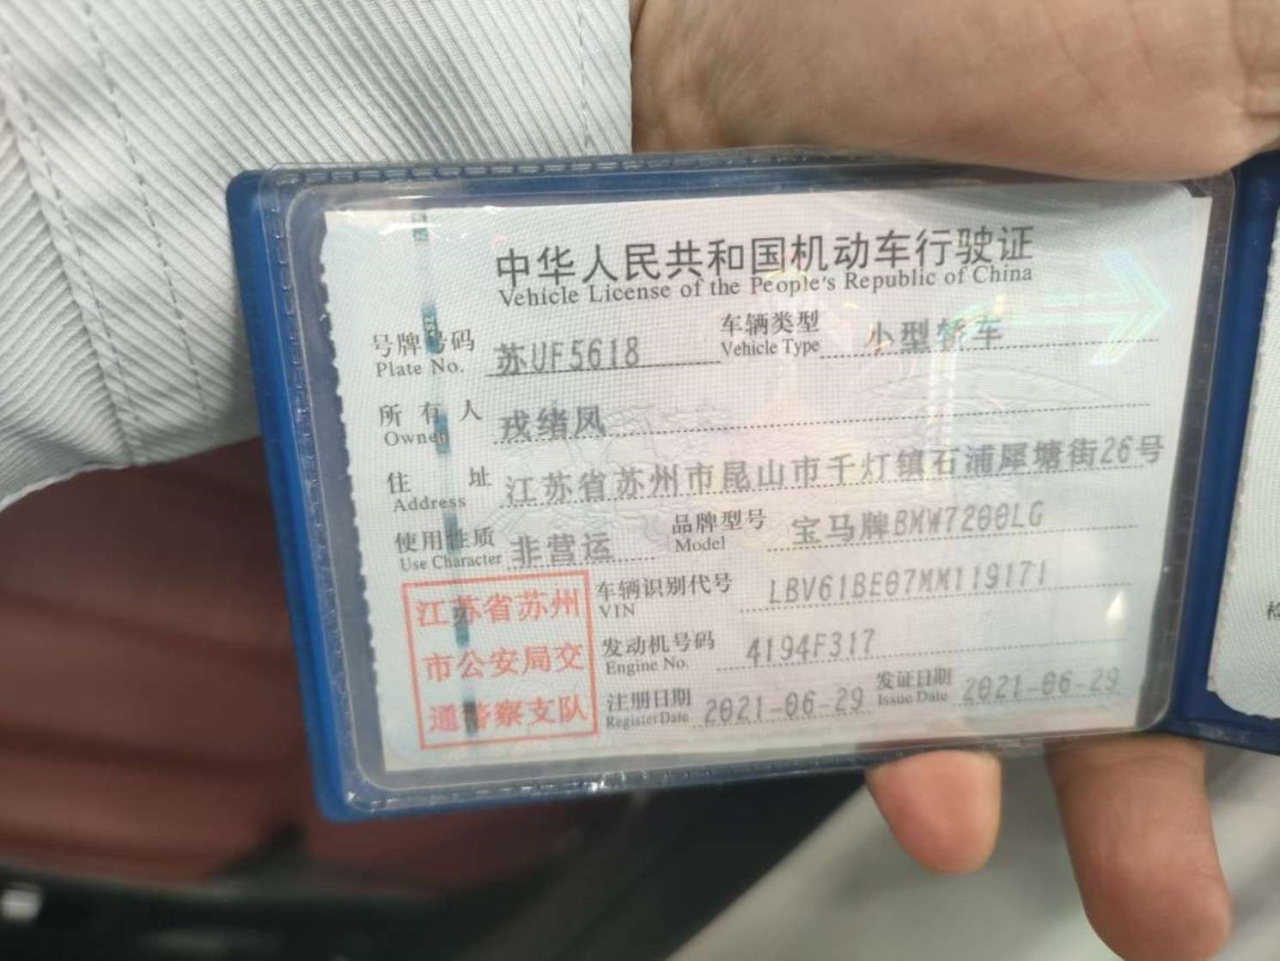 中华人民共和国机动车行驶证
Vehicle License of the People's Republic of China
号牌号码 苏UF5618 车辆类型 小型轿车
Plate No. Vehicle Type
所有人 戎绪凤
Owner
住址 江苏省苏州市昆山市千灯镇石浦犀塘街26号
Address
使用性质 非营运 品牌型号 宝马牌BMW7200LG
Use Character Model
车辆识别代号 LBV61BE07MM119171
VIN
发动机号码 4194F317
Engine No.
注册日期 2021-06-29 发证日期 2021-06-29
Register Date Issue Date
江苏省苏州
市公安局交
通警察支队